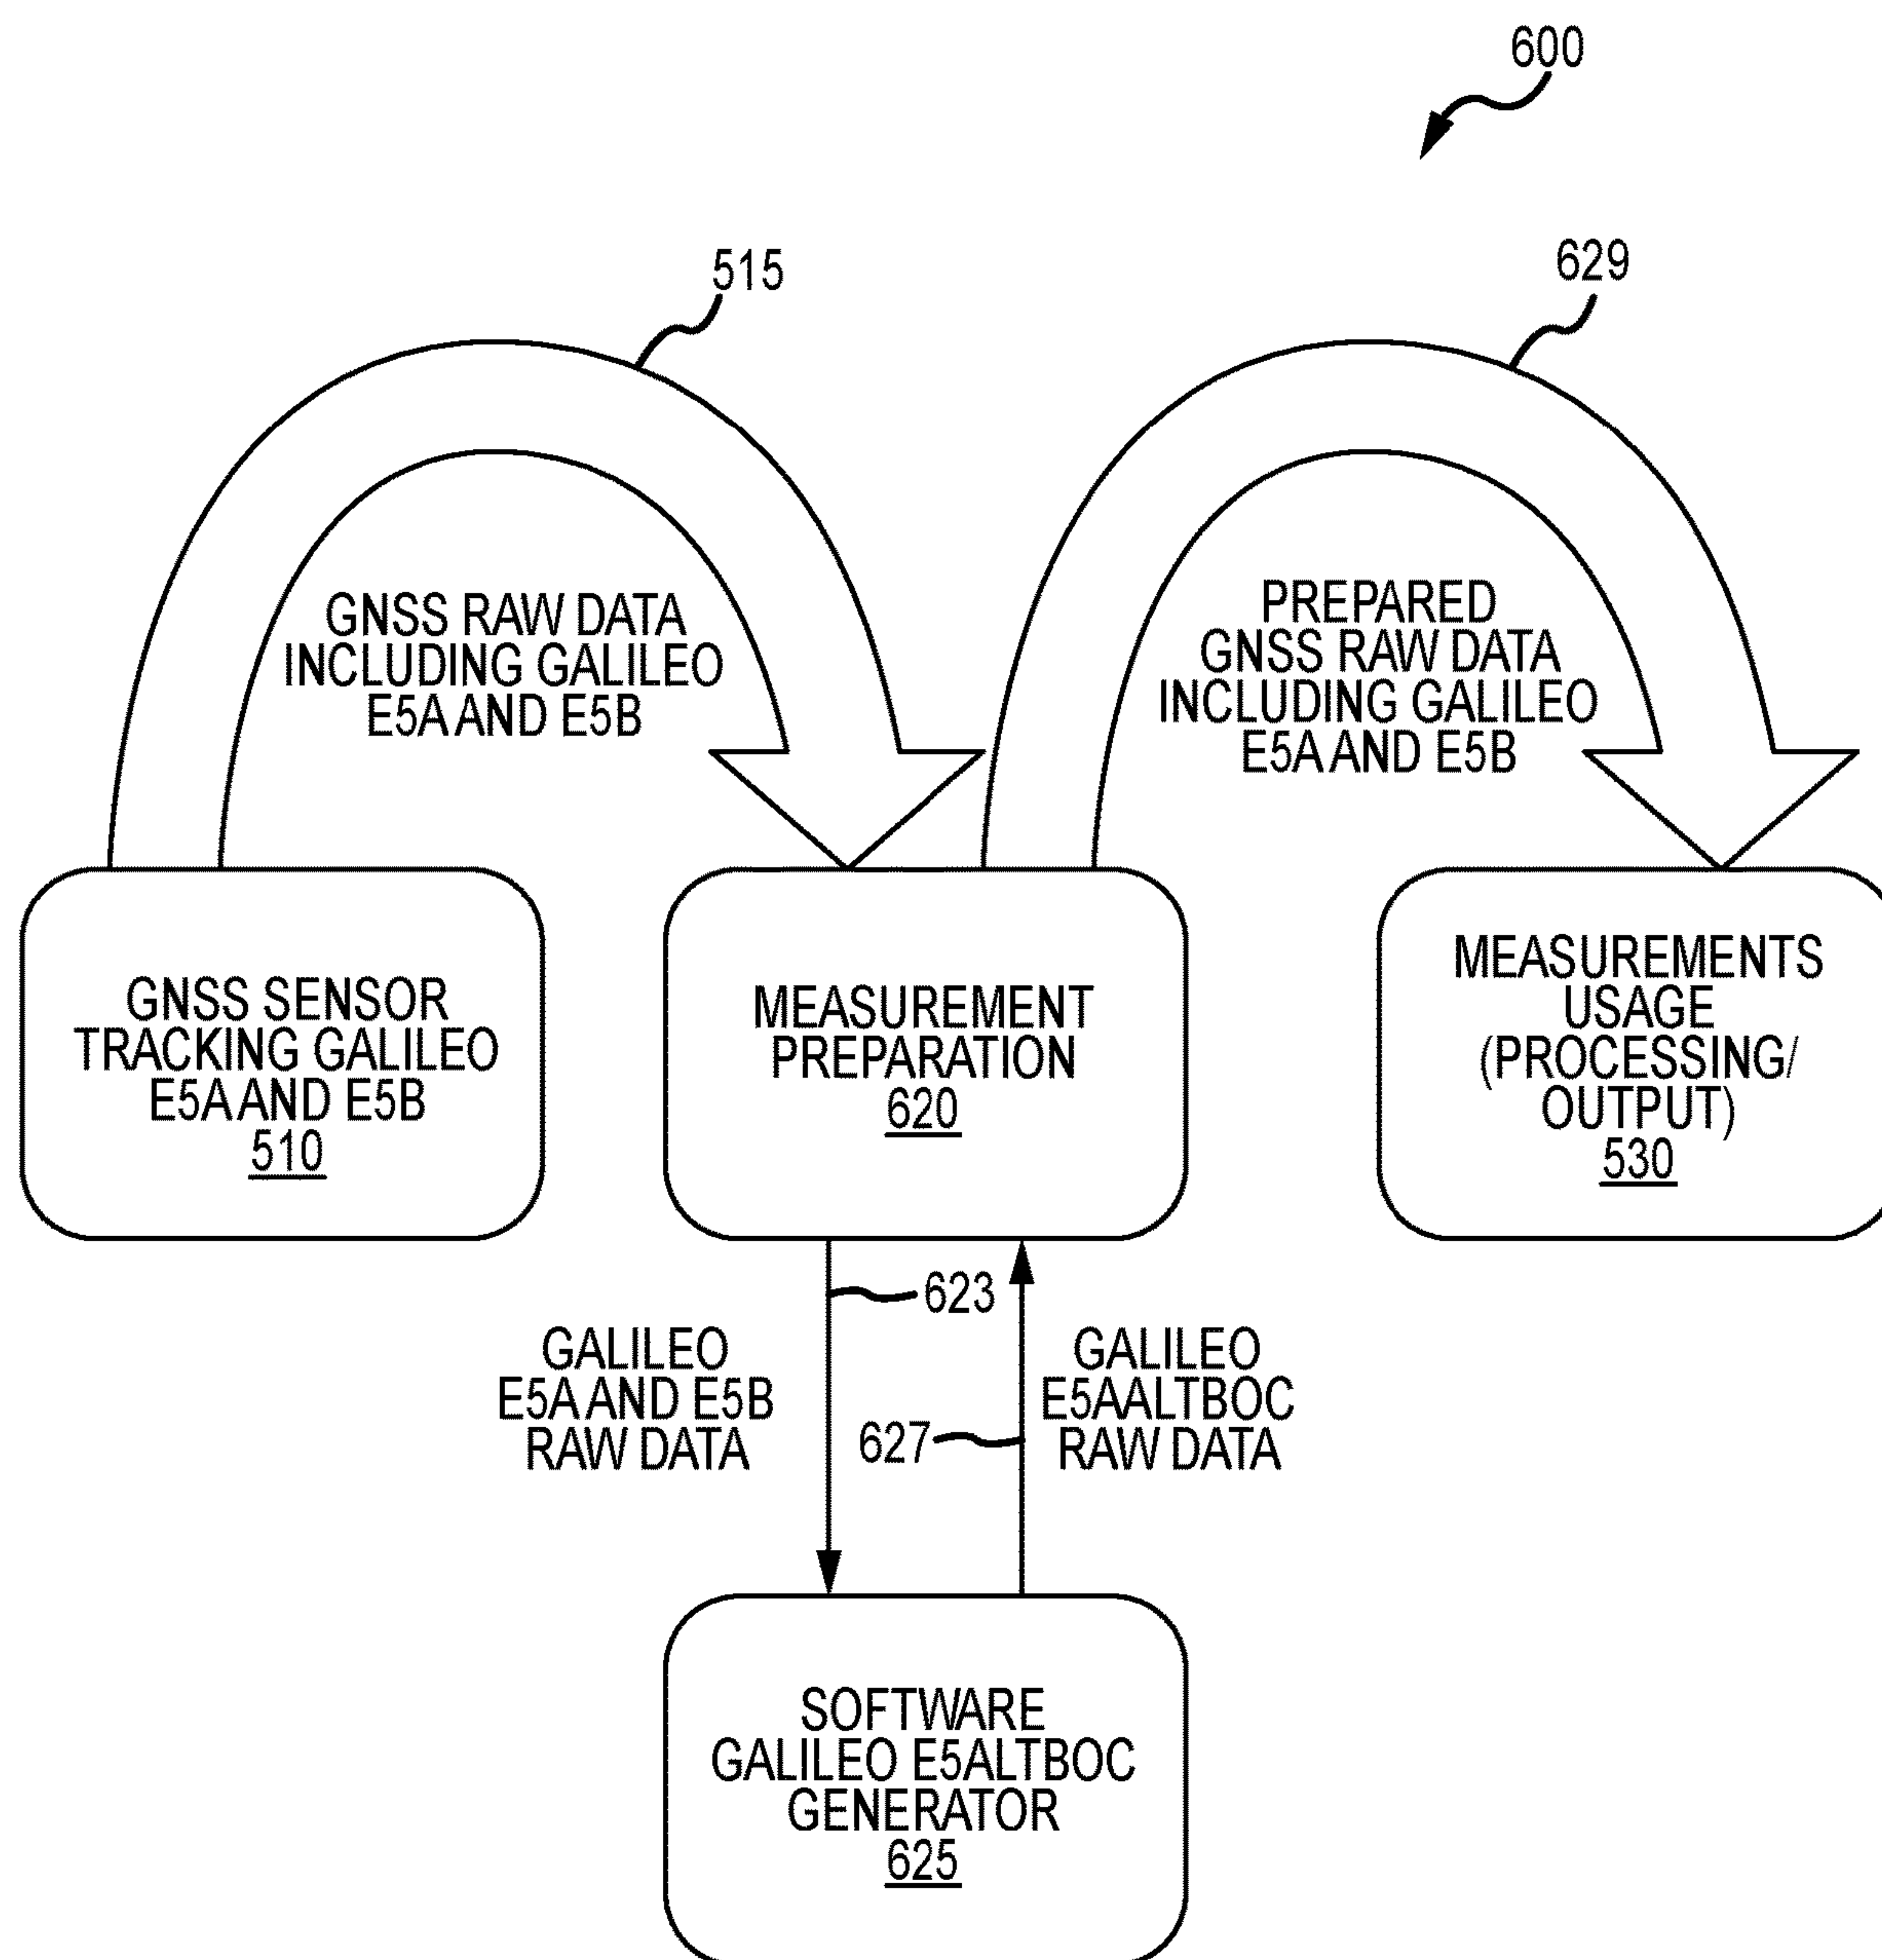 600
515
629
GNSS RAW DATA
INCLUDING GALILEO
E5A AND E5B
PREPARED
GNSS RAW DATA
INCLUDING GALILEO
E5A AND E5B
GNSS SENSOR
TRACKING GALILEO
E5A AND E5B
510
MEASUREMENT
PREPARATION
620
MEASUREMENTS
USAGE
(PROCESSING/
OUTPUT)
530
623
GALILEO
E5A AND E5B
RAW DATA
627
GALILEO
E5AALTBOC
RAW DATA
SOFTWARE
GALILEO E5ALTBOC
GENERATOR
625